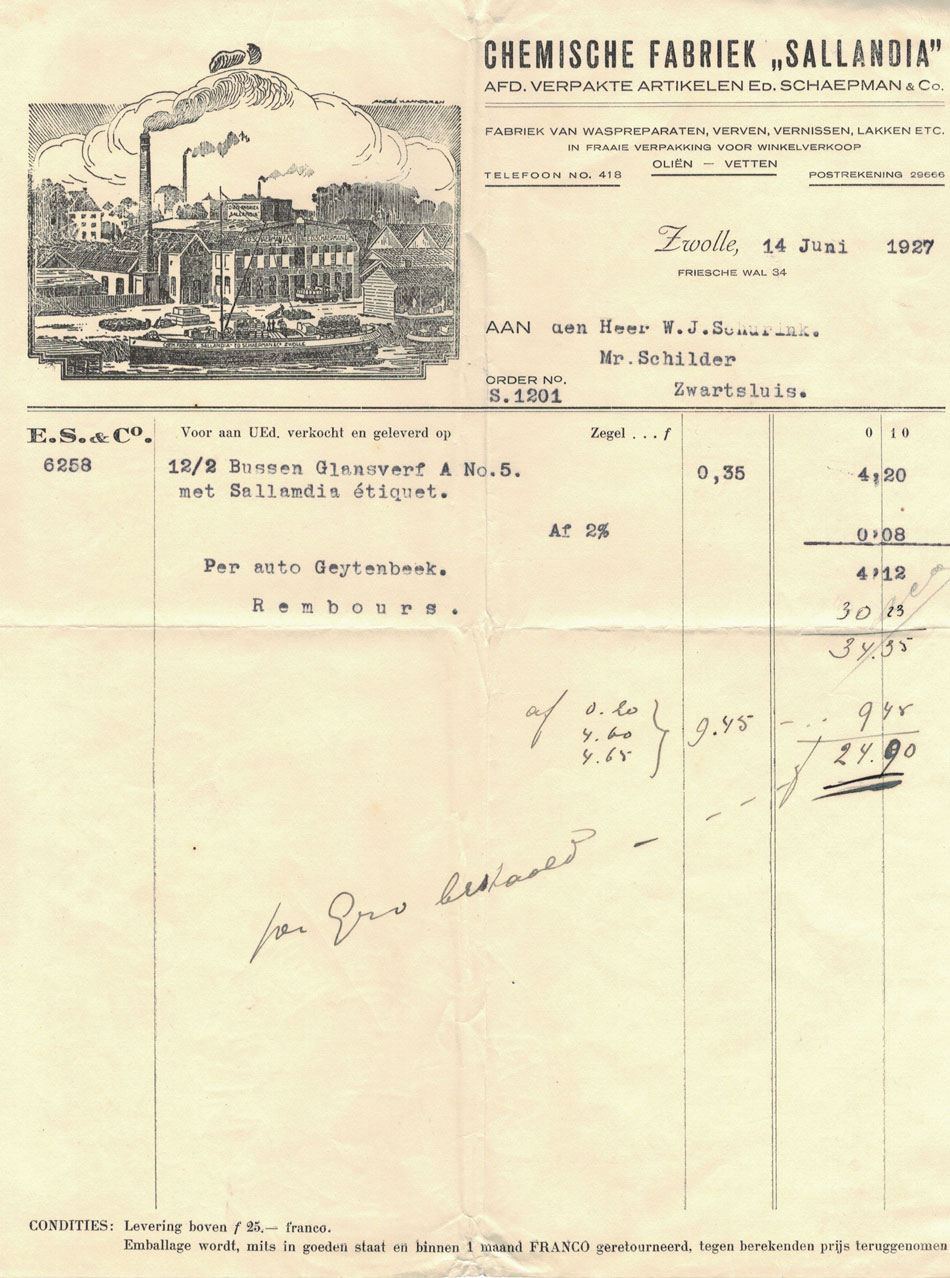 CHEMISCHE FABRIEK „SALLANDIA”
AFD. VERPAKTE ARTIKELEN ED. SCHAEPMAN & Co.
ANDRÉ VLAANDEREN
FABRIEK VAN WASPREPARATEN, VERVEN, VERNISSEN, LAKKEN ETC.
IN FRAAIE VERPAKKING VOOR WINKELVERKOOP
OLIËN — VETTEN
TELEFOON NO. 418
POSTREKENING 29666
SALLANDIA
Zwolle, 14 Juni 1927
FRIESCHE WAL 34
AAN den Heer W.J.Schurink.
Mr.Schilder
ORDER No.
Zwartsluis.
S.1201
E.S.&Co. Voor aan UEd. verkocht en geleverd op Zegel . . . f 0 10
6258 12/2 Bussen Glansverf A No.5. 0,35 4,20
met Sallamdia étiquet.
Af 2% 0,08
Per auto Geytenbeek. 4,12
Rembours. 30 23
34.35
af 0.20
4.60
4.65
9.45 9 45
24.90
per Giro betaald
CONDITIES: Levering boven f 25.— franco.
Emballage wordt, mits in goeden staat en binnen 1 maand FRANCO geretourneerd, tegen berekenden prijs teruggenomen